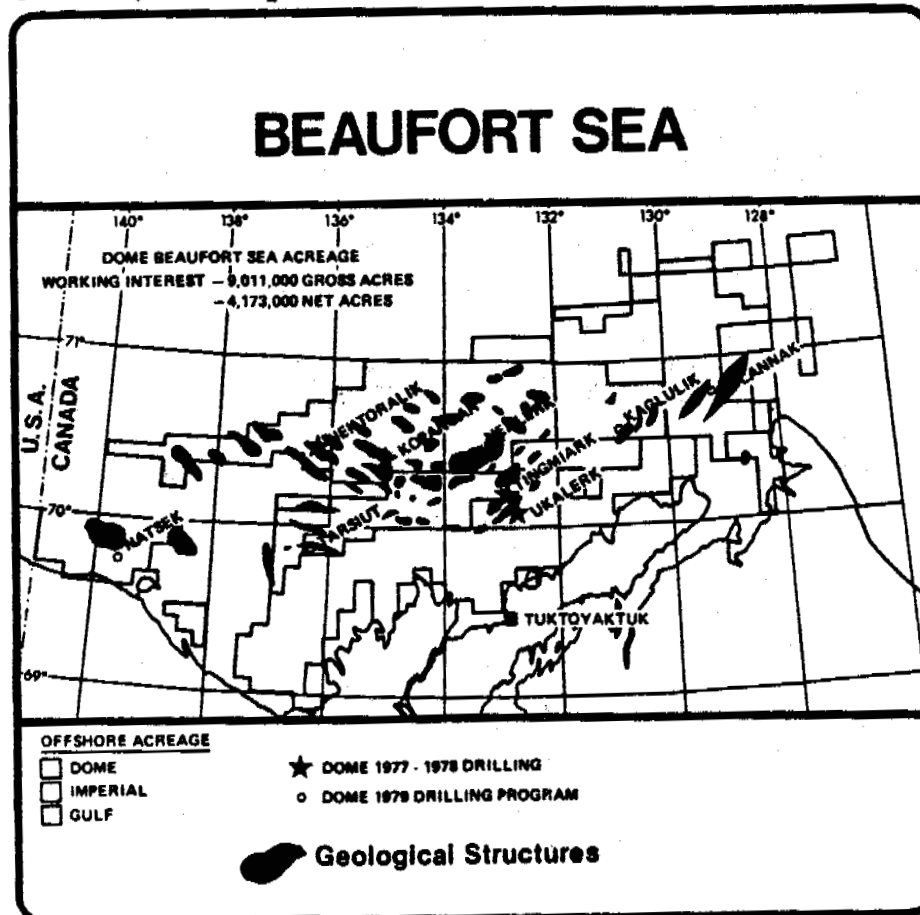 BEAUFORT SEA
140° 138° 136° 134° 132° 130° 128°
DOME BEAUFORT SEA ACREAGE
WORKING INTEREST – 9,011,000 GROSS ACRES
– 4,173,000 NET ACRES
71°
U.S.A.
CANADA
NEKTORALIK
KAGLULIK
TINGMIARK
UKALERK
70°
NATSEK
TARSIUT
TUKTOYAKTUK
69°
OFFSHORE ACREAGE
DOME
IMPERIAL
GULF
DOME 1977 - 1978 DRILLING
DOME 1979 DRILLING PROGRAM
Geological Structures